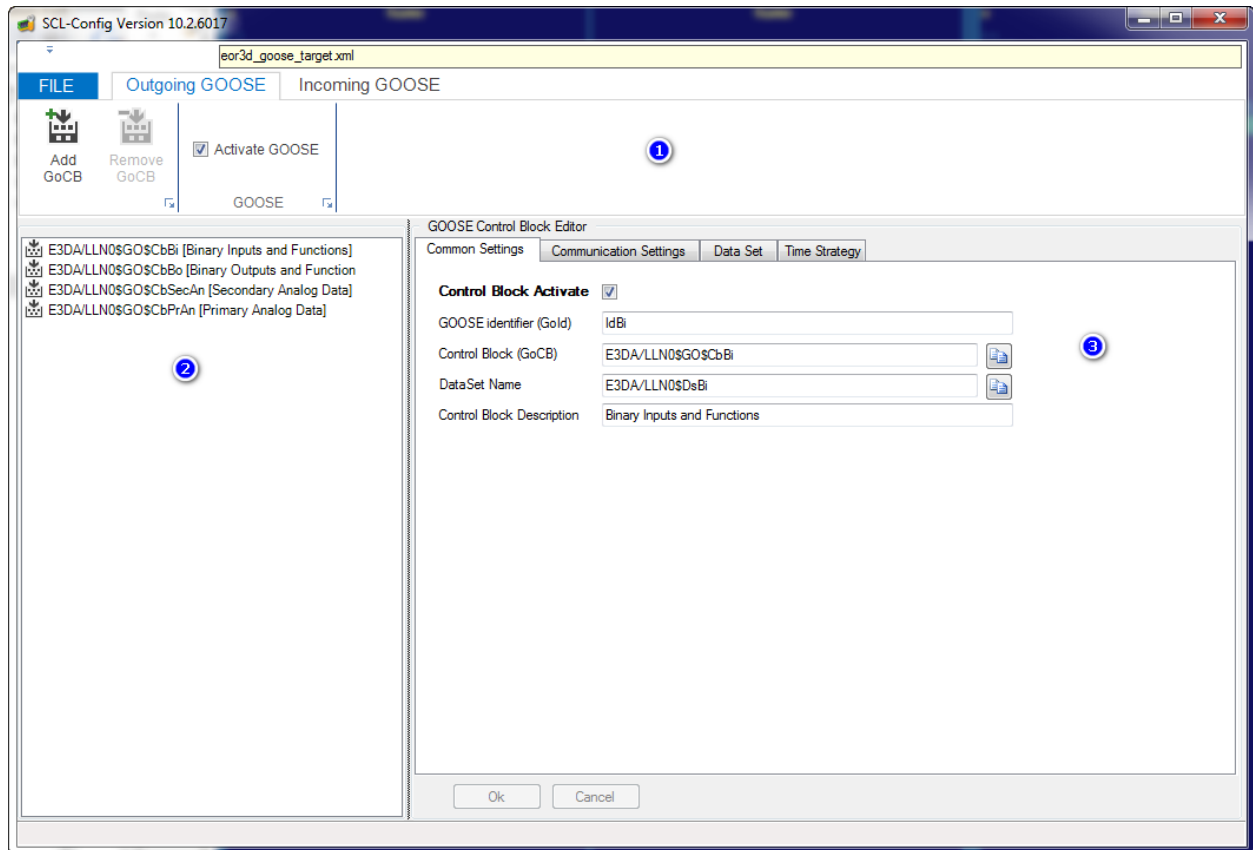 SCL-Config Version 10.2.6017
eor3d_goose_target.xml
FILE Outgoing GOOSE Incoming GOOSE
Add GoCB
Remove GoCB
Activate GOOSE
GOOSE
1
E3DA/LLN0$GO$CbBi [Binary Inputs and Functions]
E3DA/LLN0$GO$CbBo [Binary Outputs and Function
E3DA/LLN0$GO$CbSecAn [Secondary Analog Data]
E3DA/LLN0$GO$CbPrAn [Primary Analog Data]
2
GOOSE Control Block Editor
Common Settings Communication Settings Data Set Time Strategy
Control Block Activate
GOOSE identifier (GoId) IdBi
Control Block (GoCB) E3DA/LLN0$GO$CbBi
DataSet Name E3DA/LLN0$DsBi
Control Block Description Binary Inputs and Functions
3
Ok Cancel